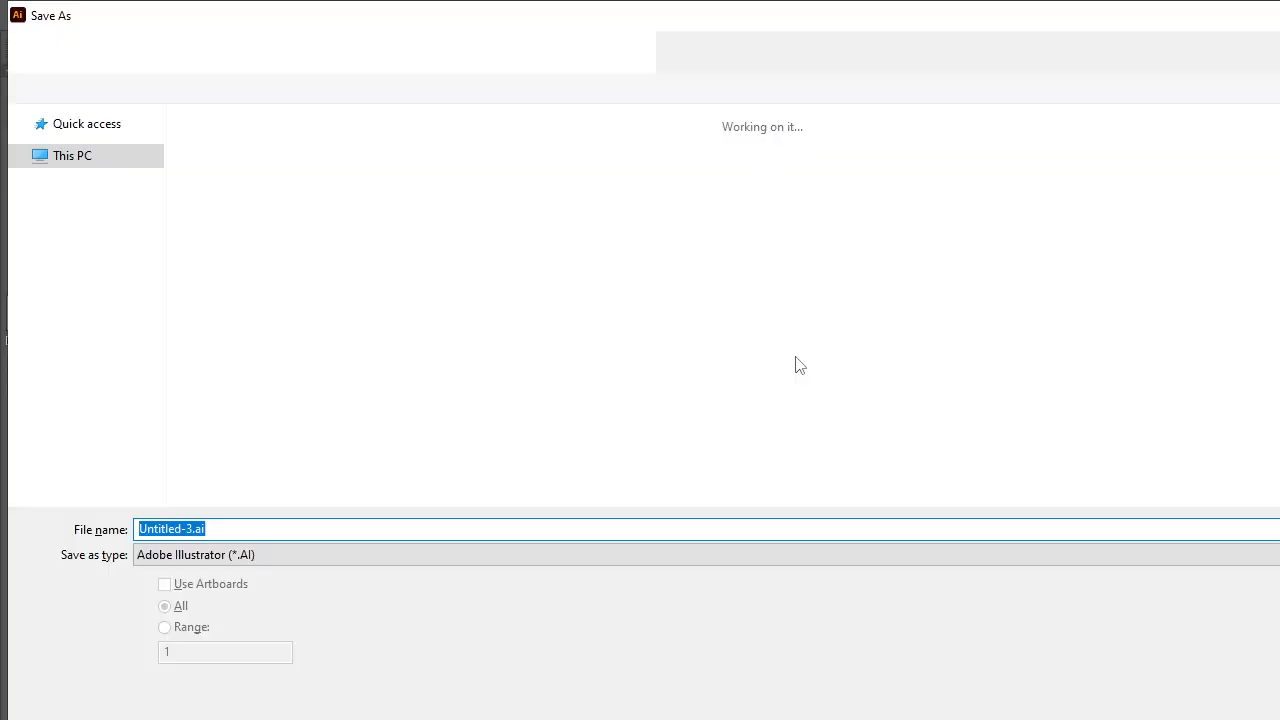 Ai Save As
Quick access
This PC
Working on it...
File name: Untitled-3.ai
Save as type: Adobe Illustrator (*.AI)
Use Artboards
All
Range:
1